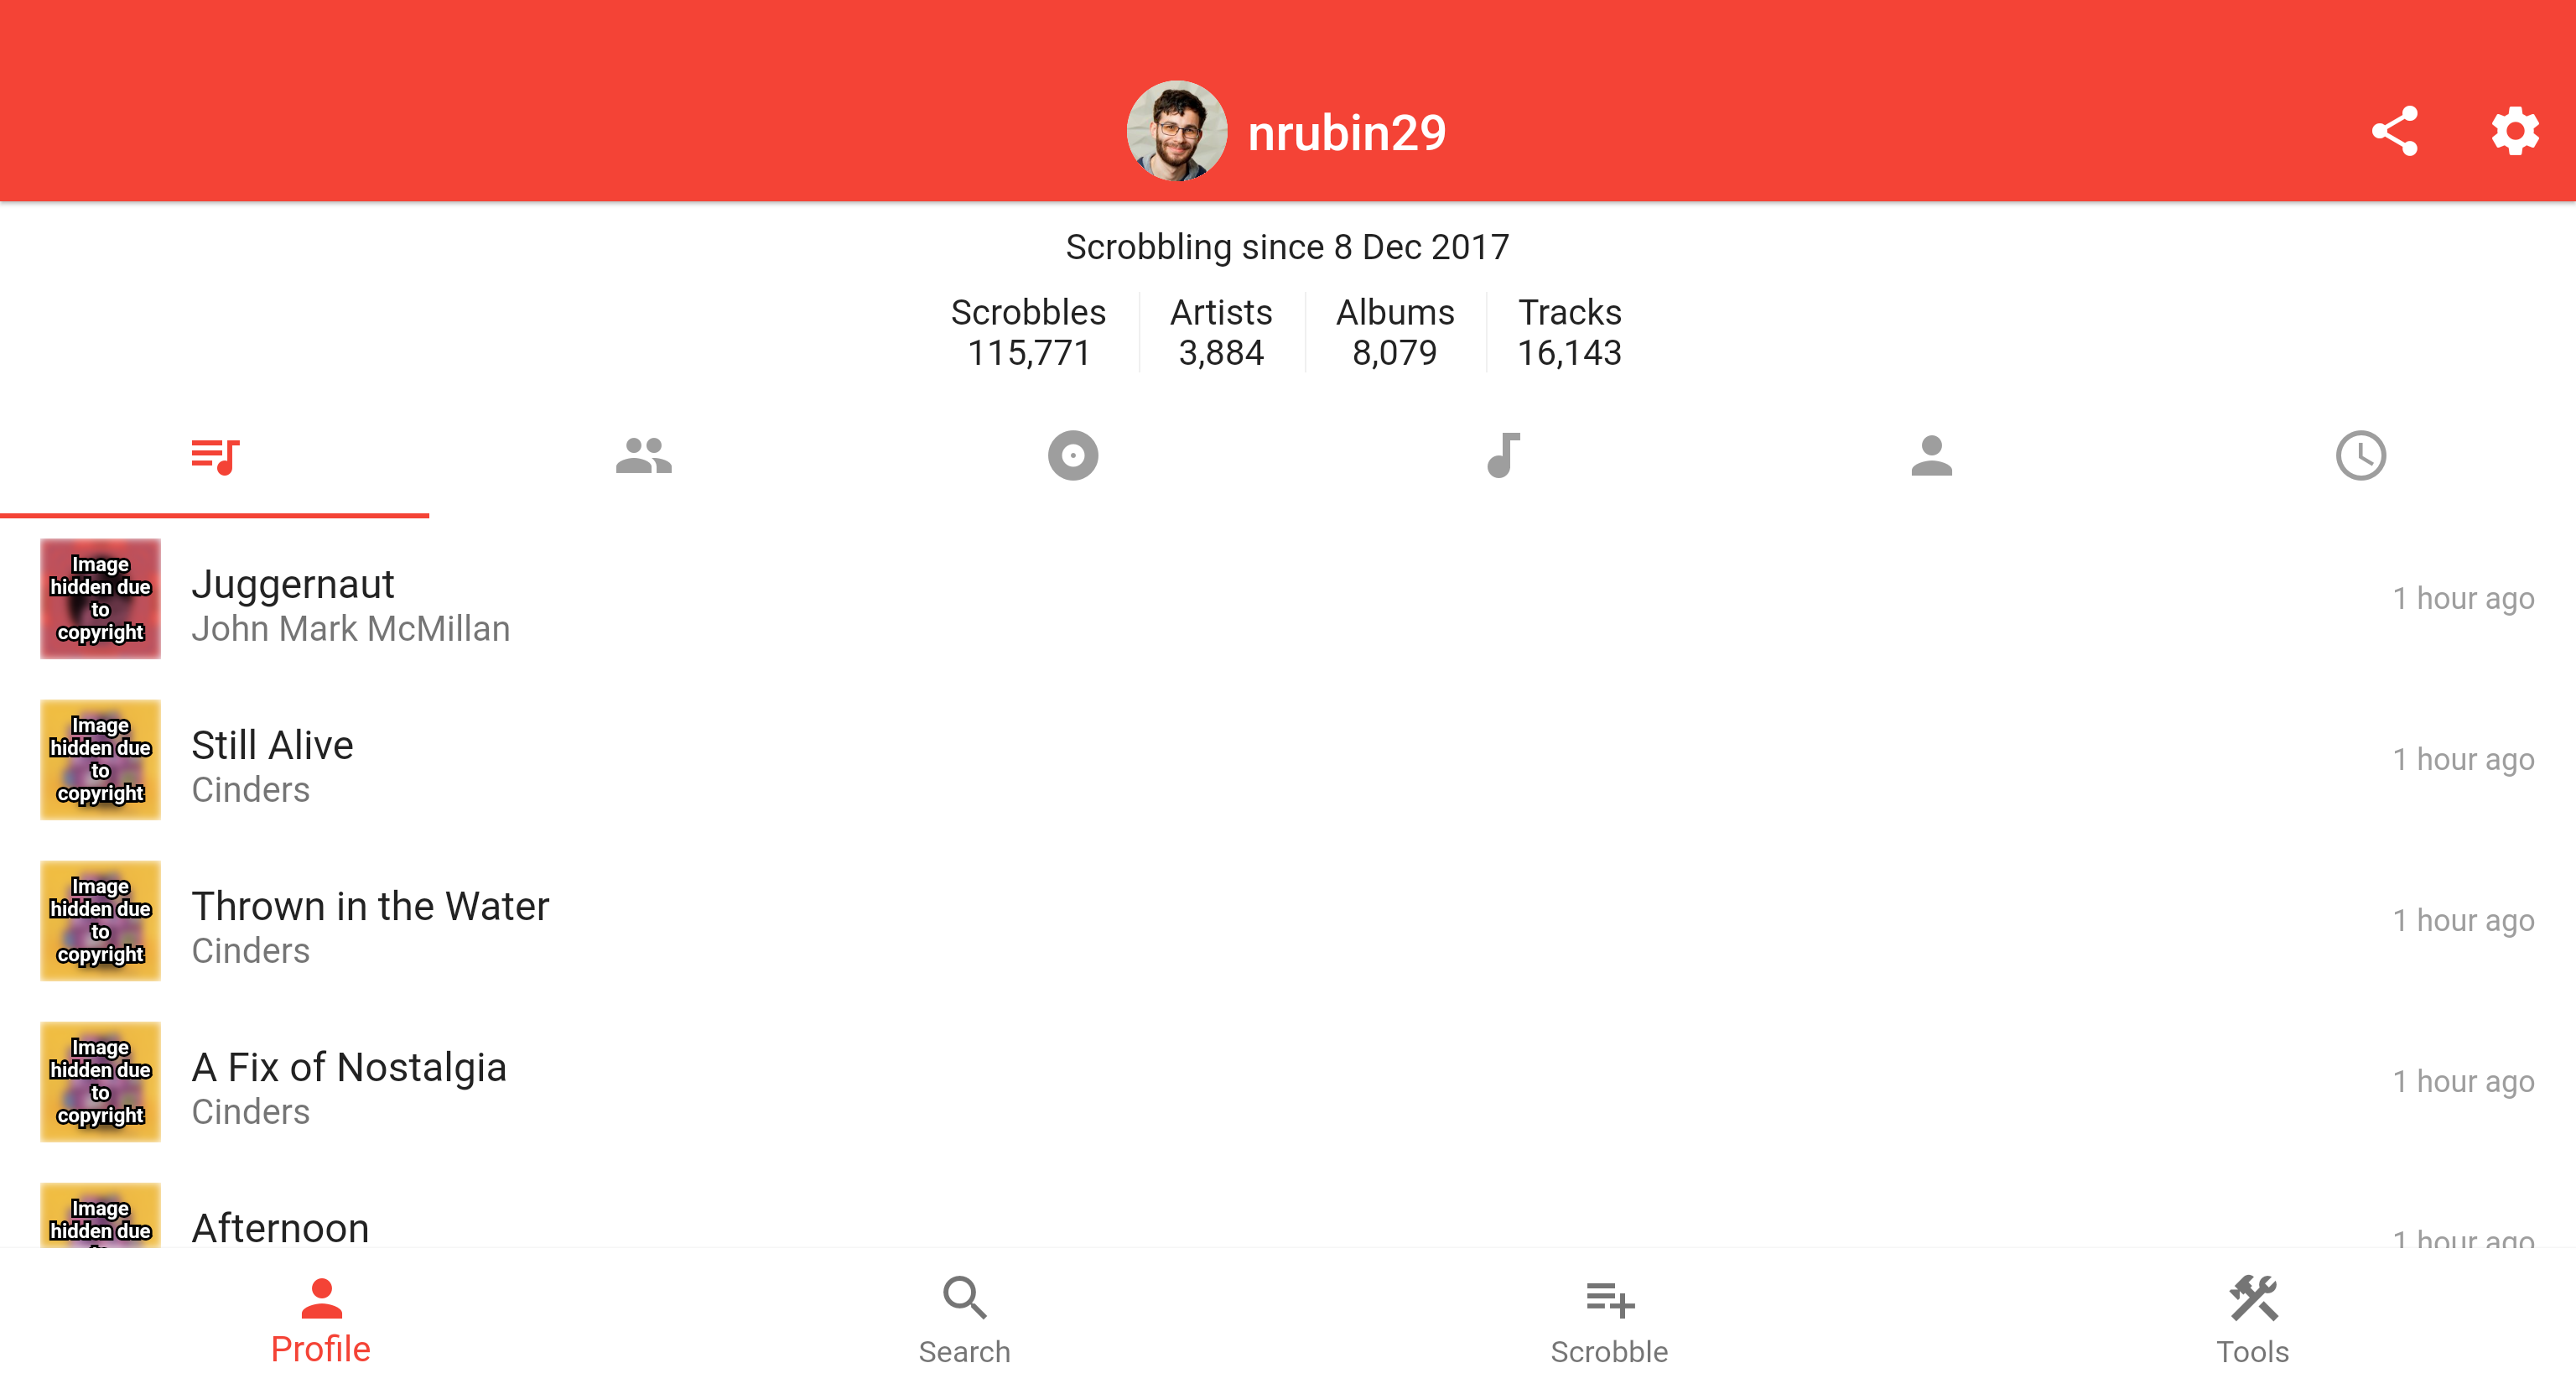 nrubin29
Scrobbling since 8 Dec 2017
Scrobbles Artists Albums Tracks
115,771 3,884 8,079 16,143
Image
hidden due
to
copyright
Juggernaut
John Mark McMillan
1 hour ago
Image
hidden due
to
copyright
Still Alive
Cinders
1 hour ago
Image
hidden due
to
copyright
Thrown in the Water
Cinders
1 hour ago
Image
hidden due
to
copyright
A Fix of Nostalgia
Cinders
1 hour ago
Image
hidden due
Afternoon
1 hour ago
Profile Search Scrobble Tools